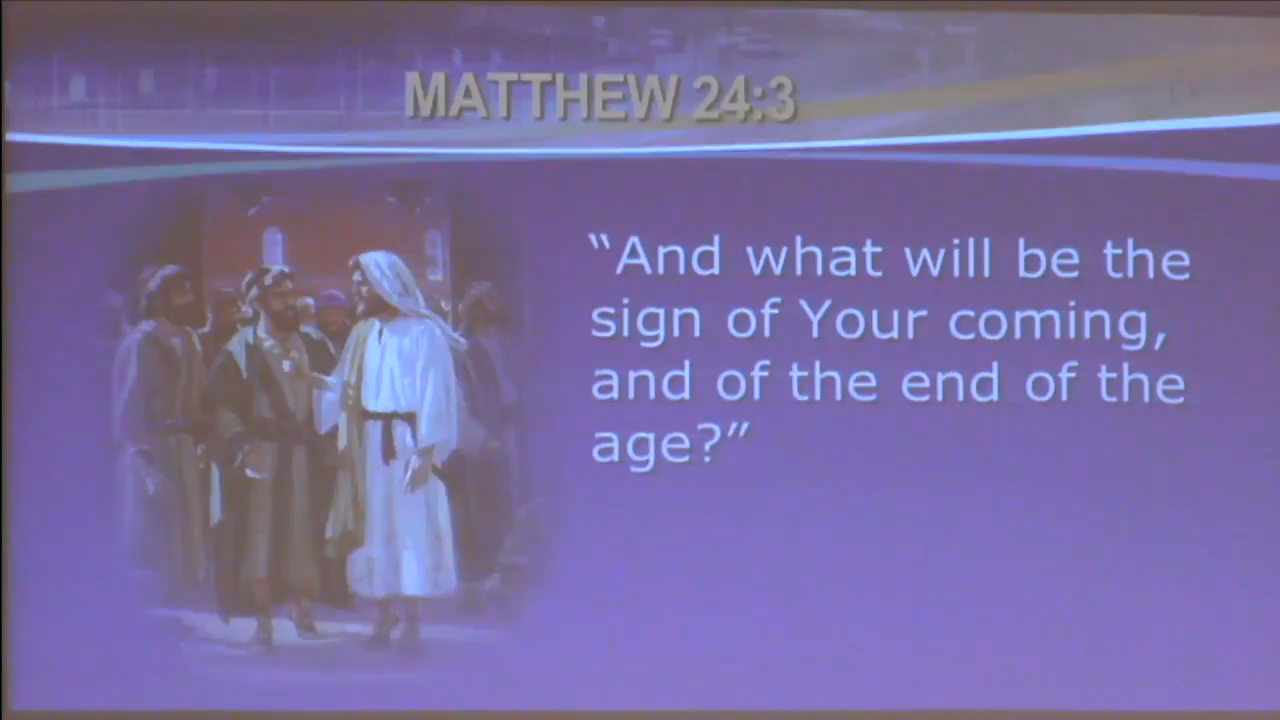 MATTHEW 24:3
“And what will be the
sign of Your coming,
and of the end of the
age?”